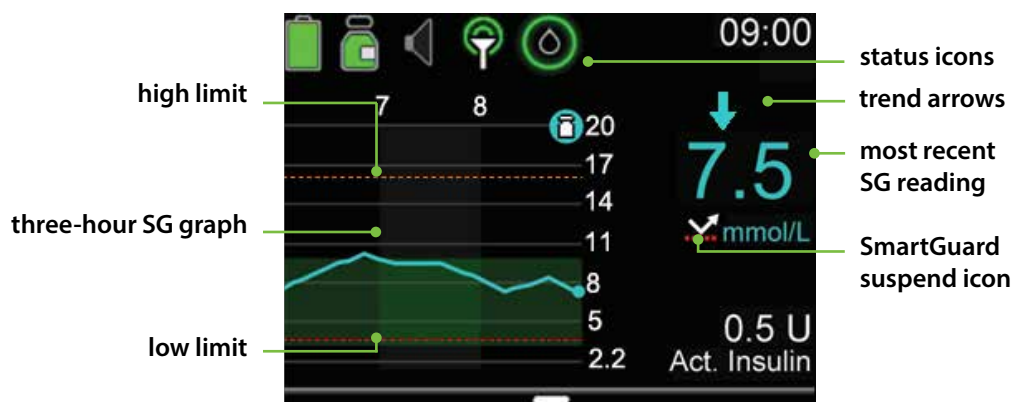 09:00
status icons
high limit
7 8
trend arrows
20
7.5
most recent
SG reading
17
14
three-hour SG graph
11
mmol/L
SmartGuard
suspend icon
8
5
0.5 U
low limit
2.2
Act. Insulin